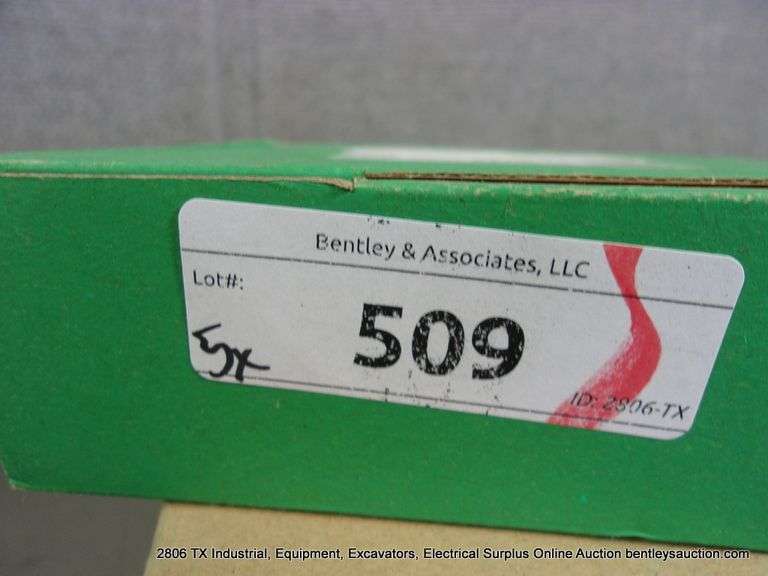 Bentley & Associates, LLC
Lot#:
509
5x
ID: 2806-TX
2806 TX Industrial, Equipment, Excavators, Electrical Surplus Online Auction bentleysauction.com